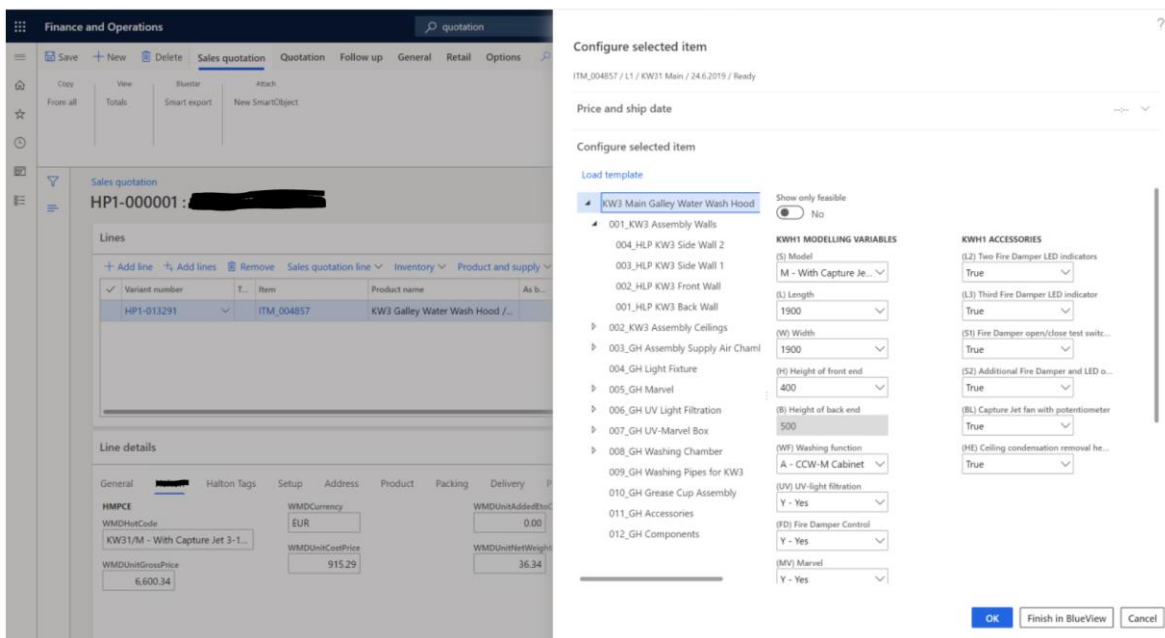 Finance and Operations
quotation
Save
New
Delete
Sales quotation
Quotation
Follow up
General
Retail
Options
Copy
View
Bluestar
Attach
From all
Totals
Smart export
New SmartObject
Sales quotation
HP1-000001 :
Lines
+ Add line
Add lines
Remove
Sales quotation line
Inventory
Product and supply
Variant number
T...
Item
Product name
As b...
HP1-013291
ITM_004857
KW3 Galley Water Wash Hood /...
Line details
General
Halton Tags
Setup
Address
Product
Packing
Delivery
P
HMPCE
WMDHotCode
KW31/M - With Capture Jet 3-1...
WMDUnitGrossPrice
6,600.34
WMDCurrency
EUR
WMDUnitCostPrice
915.29
WMDUnitAddedEtoC
0.00
WMDUnitNetWeight
36.34
?
Configure selected item
ITM_004857 / L1 / KW31 Main / 24.6.2019 / Ready
Price and ship date
--:--
Configure selected item
Load template
KW3 Main Galley Water Wash Hood
001_KW3 Assembly Walls
004_HLP KW3 Side Wall 2
003_HLP KW3 Side Wall 1
002_HLP KW3 Front Wall
001_HLP KW3 Back Wall
002_KW3 Assembly Ceilings
003_GH Assembly Supply Air Chaml
004_GH Light Fixture
005_GH Marvel
006_GH UV Light Filtration
007_GH UV-Marvel Box
008_GH Washing Chamber
009_GH Washing Pipes for KW3
010_GH Grease Cup Assembly
011_GH Accessories
012_GH Components
Show only feasible
No
KWH1 MODELLING VARIABLES
(S) Model
M - With Capture Je...
(L) Length
1900
(W) Width
1900
(H) Height of front end
400
(B) Height of back end
500
(WF) Washing function
A - CCW-M Cabinet
(UV) UV-light filtration
Y - Yes
(FD) Fire Damper Control
Y - Yes
(MV) Marvel
Y - Yes
KWH1 ACCESSORIES
(L2) Two Fire Damper LED indicators
True
(L3) Third Fire Damper LED indicator
True
(S1) Fire Damper open/close test switc...
True
(S2) Additional Fire Damper and LED o...
True
(BL) Capture Jet fan with potentiometer
True
(HE) Ceiling condensation removal he...
True
OK
Finish in BlueView
Cancel